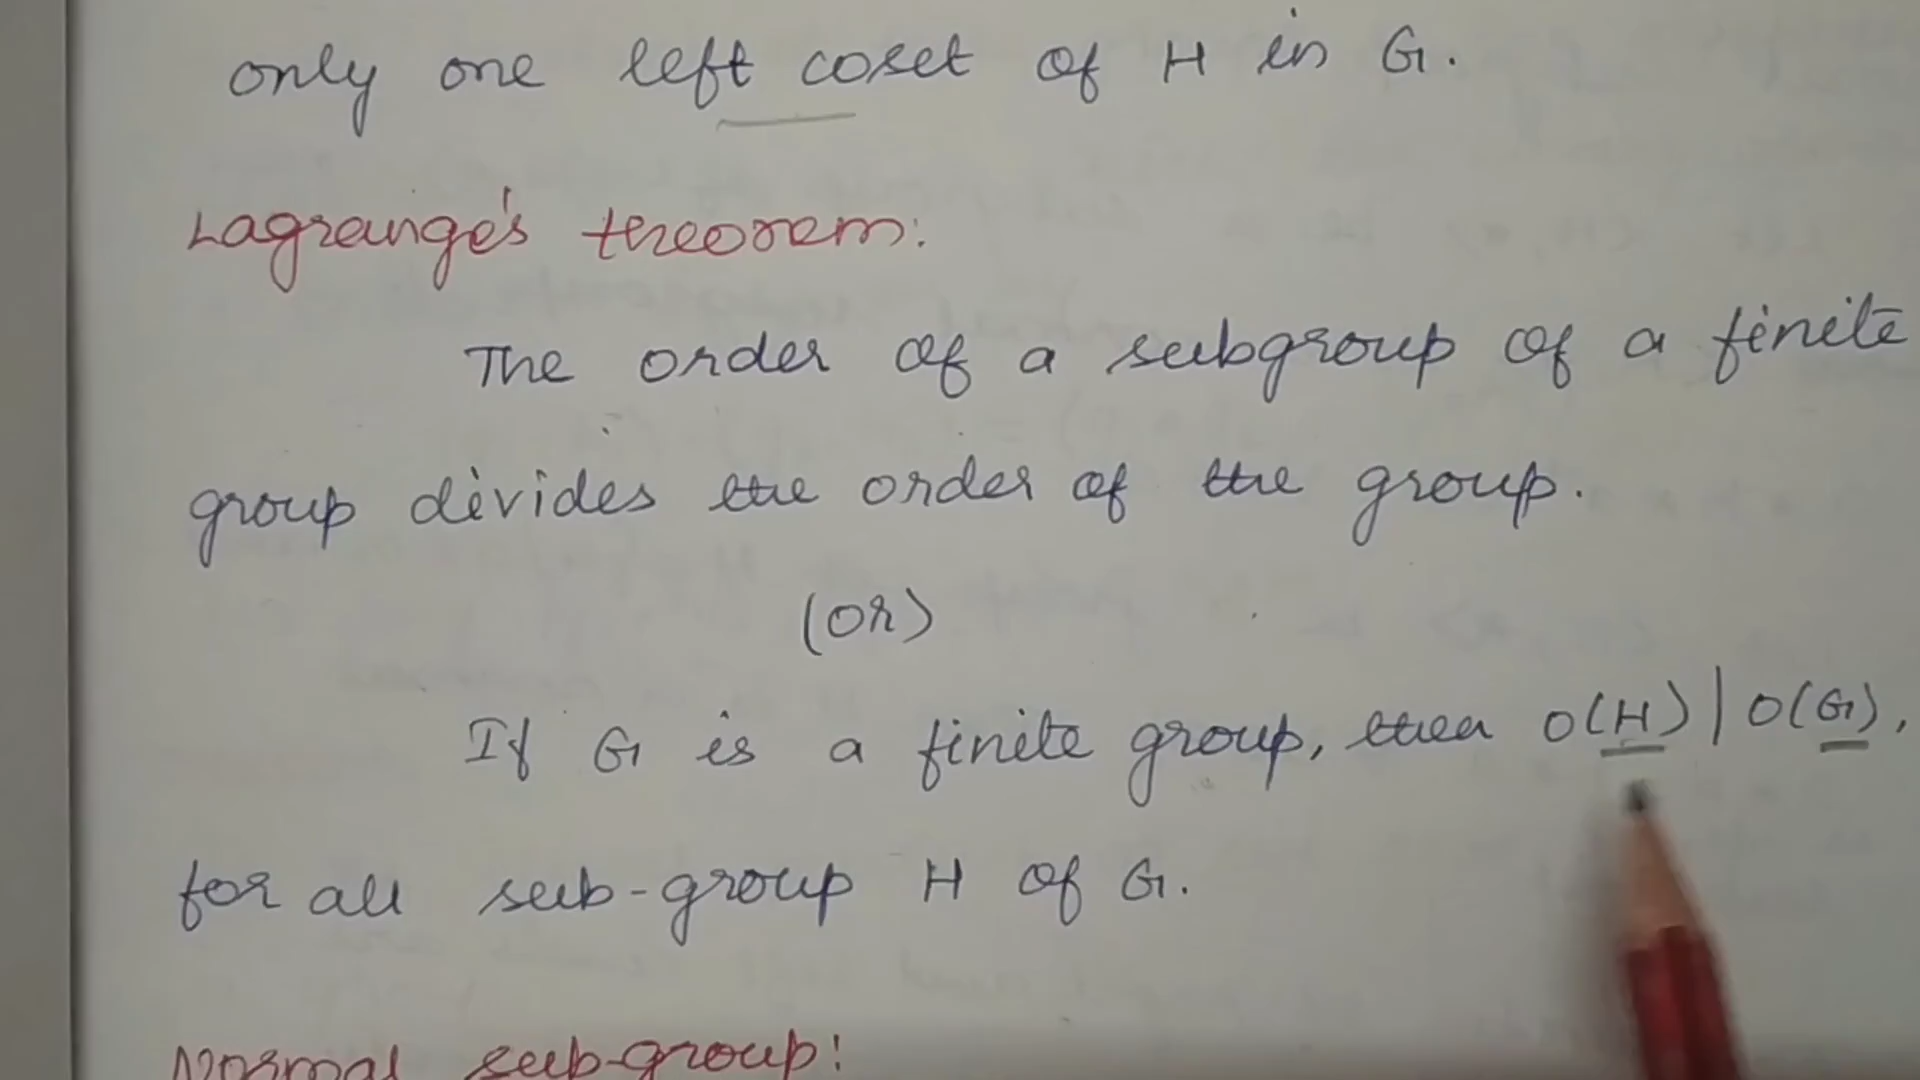 only one left coset of H in G.
Lagrange's theorem:
The order of a subgroup of a finite
group divides the order of the group.
(or)
If G is a finite group, then O(H) | O(G),
for all sub-group H of G.
Normal sub-group: